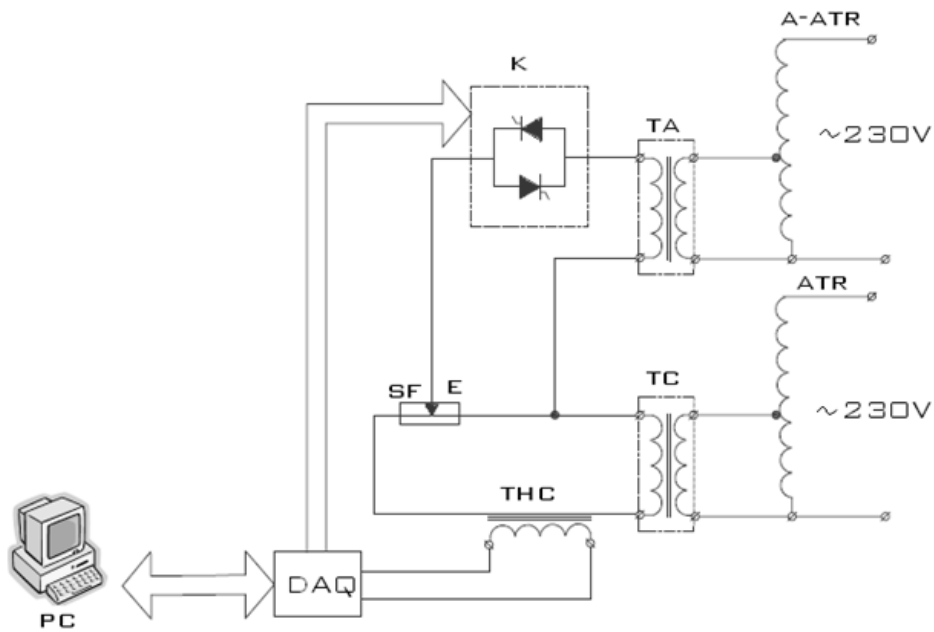 A-ATR
K
TA
~230V
ATR
SF E
TC
~230V
THC
DAQ
PC